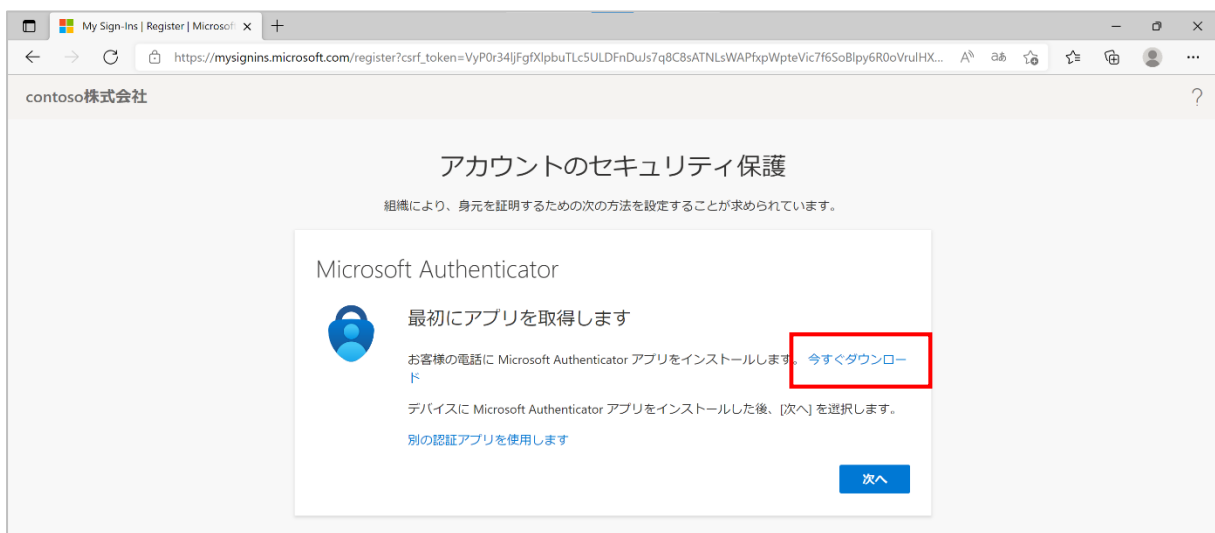 My Sign-Ins | Register | Microsoft
https://mysignins.microsoft.com/register?csrf_token=VyP0r34ljFgfXlpbuTLc5ULDFnDuJs7q8C8sATNLsWAPfxpWpteVic7f6SoBlpy6R0oVrulHX...
contoso株式会社
?
アカウントのセキュリティ保護
組織により、身元を証明するための次の方法を設定することが求められています。
Microsoft Authenticator
最初にアプリを取得します
お客様の電話に Microsoft Authenticator アプリをインストールします。今すぐダウンロー
ド
デバイスに Microsoft Authenticator アプリをインストールした後、[次へ] を選択します。
別の認証アプリを使用します
次へ